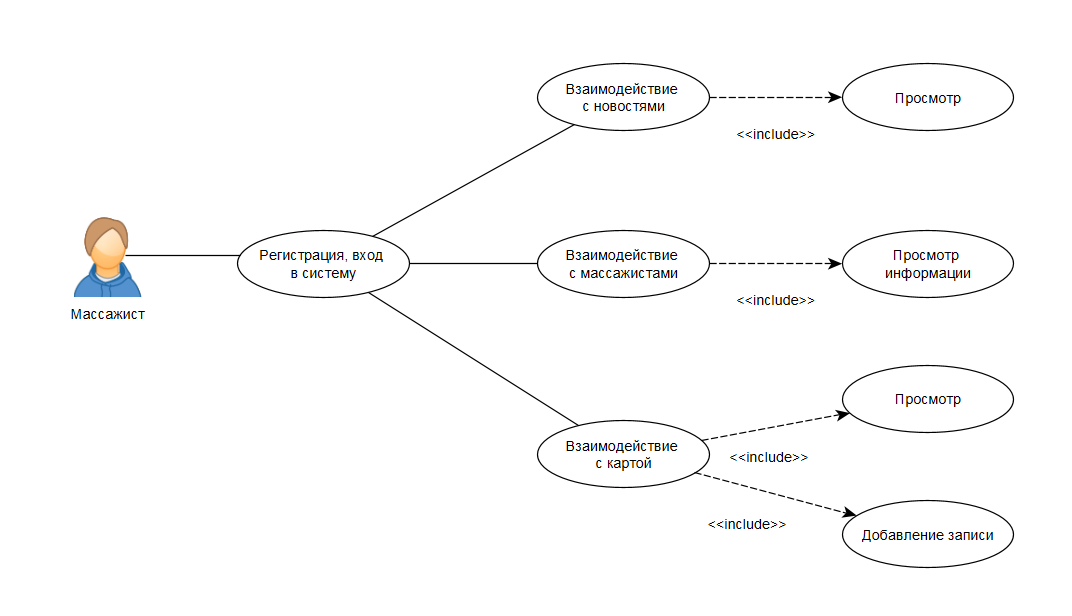 Взаимодействие
с новостями
Просмотр
<<include>>
Регистрация, вход
в систему
Взаимодействие
с массажистами
Просмотр
информации
<<include>>
Массажист
Взаимодействие
с картой
Просмотр
<<include>>
<<include>>
Добавление записи